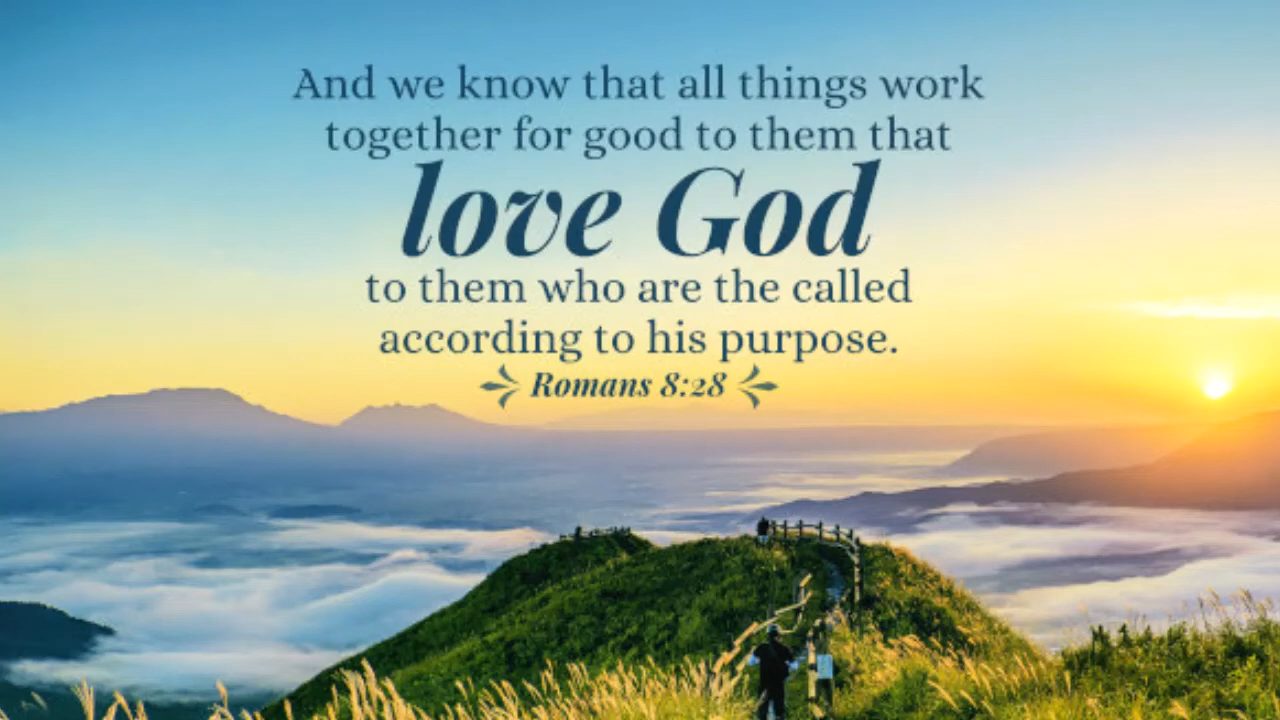 And we know that all things work
together for good to them that
love God
to them who are the called
according to his purpose.
Romans 8:28